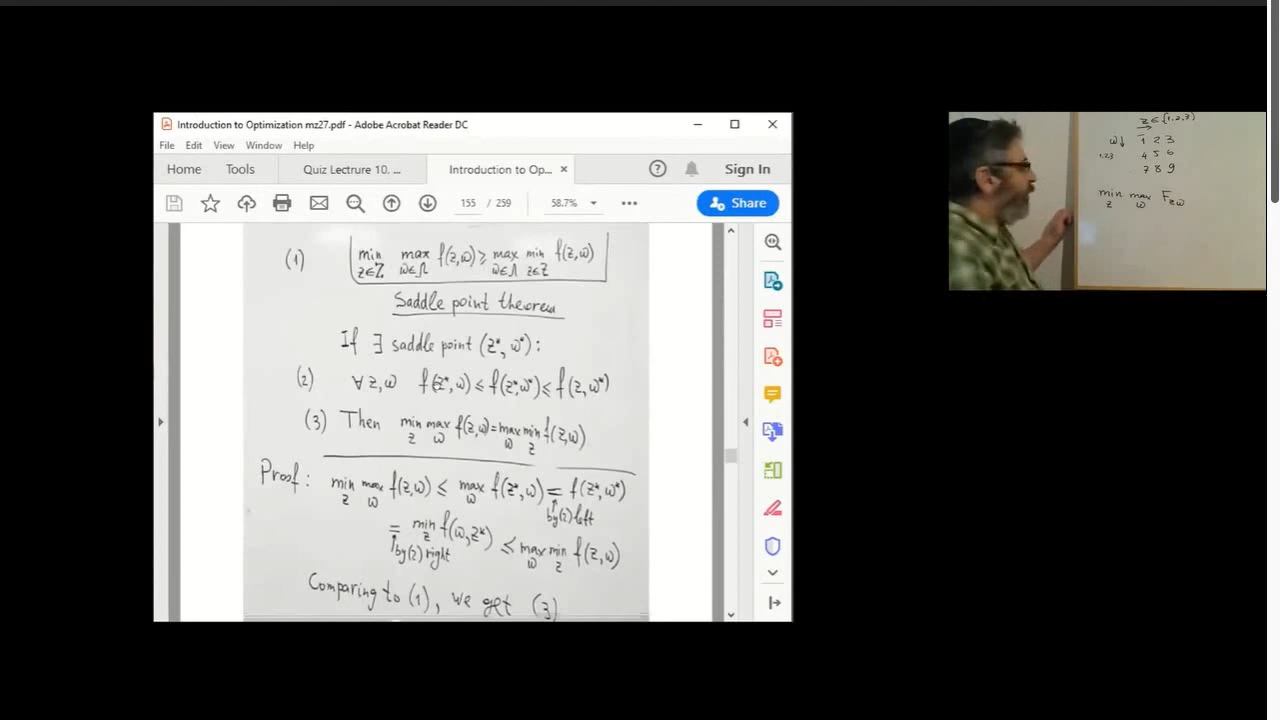 Introduction to Optimization mz27.pdf - Adobe Acrobat Reader DC
File Edit View Window Help
Home Tools Quiz Lectrure 10. ... Introduction to Op... × Sign In
155 / 259 58.7% Share
(1) min z∈Z max ω∈Ω f(z,ω) ≥ max ω∈Ω min z∈Z f(z,ω)
Saddle point theorem
If ∃ saddle point (z*, ω*):
(2) ∀ z,ω f(z*,ω) ≤ f(z*,ω*) ≤ f(z,ω*)
(3) Then min z max ω f(z,ω) = max ω min z f(z,ω)
Proof: min z max ω f(z,ω) ≤ max ω f(z*,ω) = f(z*,ω*)
by (2) left
= min z f(ω,z*) ≤ max ω min z f(z,ω)
by (2) right
Comparing to (1), we get (3)
z ∈ {1,2,3}
ω↓ 1 2 3
1,2,3 4 5 6
7 8 9
min z max ω F zω